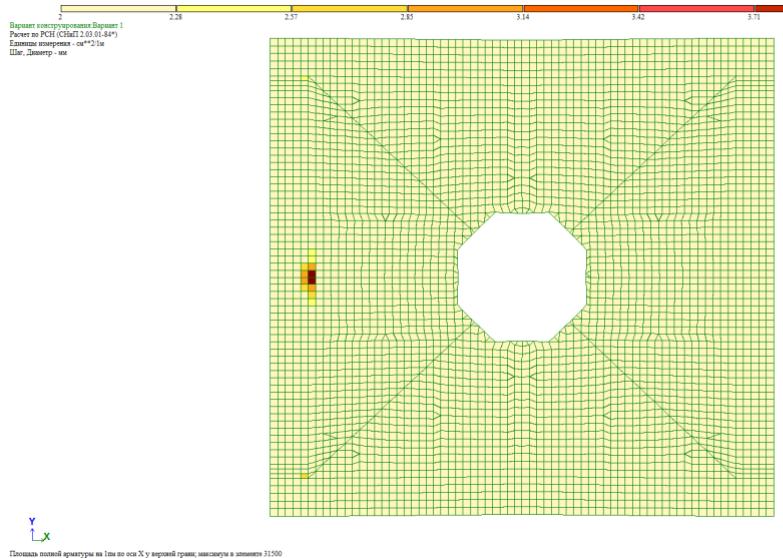 2 2.28 2.57 2.85 3.14 3.42 3.71
Вариант конструирования:Вариант 1
Расчет по РСН (СНиП 2.03.01-84*)
Единицы измерения - см**2/1м
Шаг, Диаметр - мм
Y
X
Площадь полной арматуры на 1пм по оси X у верхней грани; максимум в элементе 31500